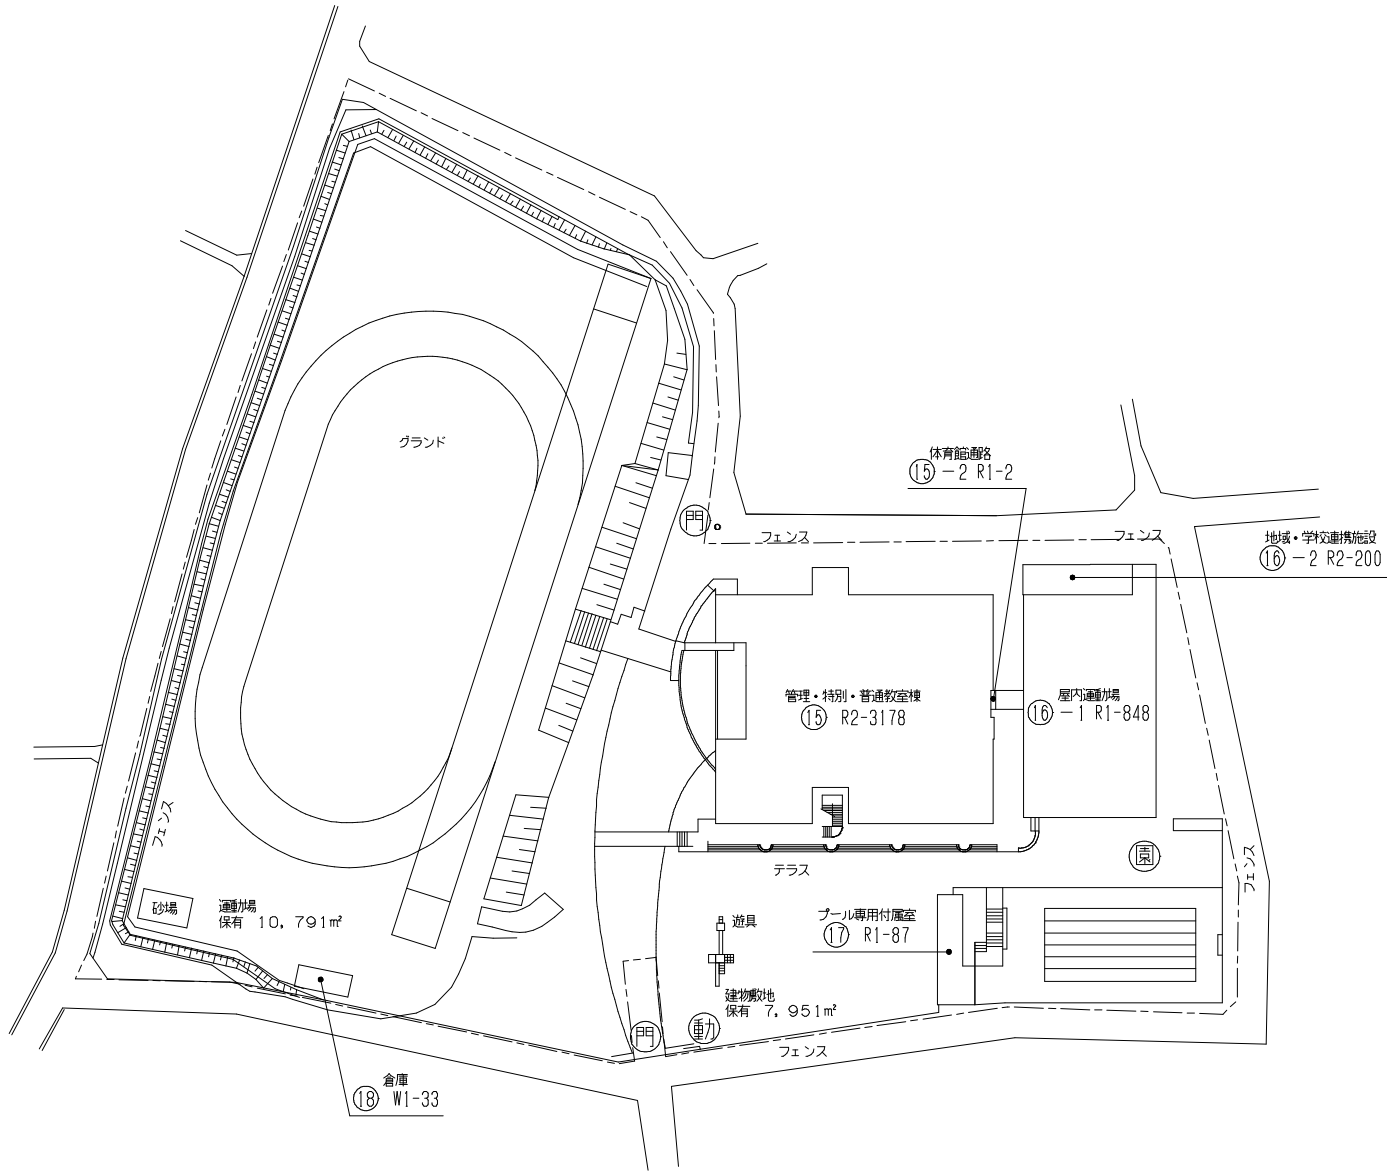 グランド
体育館通路
⑮－2 R1-2
門
フェンス
フェンス
地域・学校連携施設
⑯－2 R2-200
管理・特別・普通教室棟
⑮ R2-3178
屋内運動場
⑯－1 R1-848
フェンス
テラス
園
フェンス
砂場
運動場
保有 10,791㎡
遊具
プール専用付属室
⑰ R1-87
建物敷地
保有 7,951㎡
門
動
フェンス
倉庫
⑱ W1-33